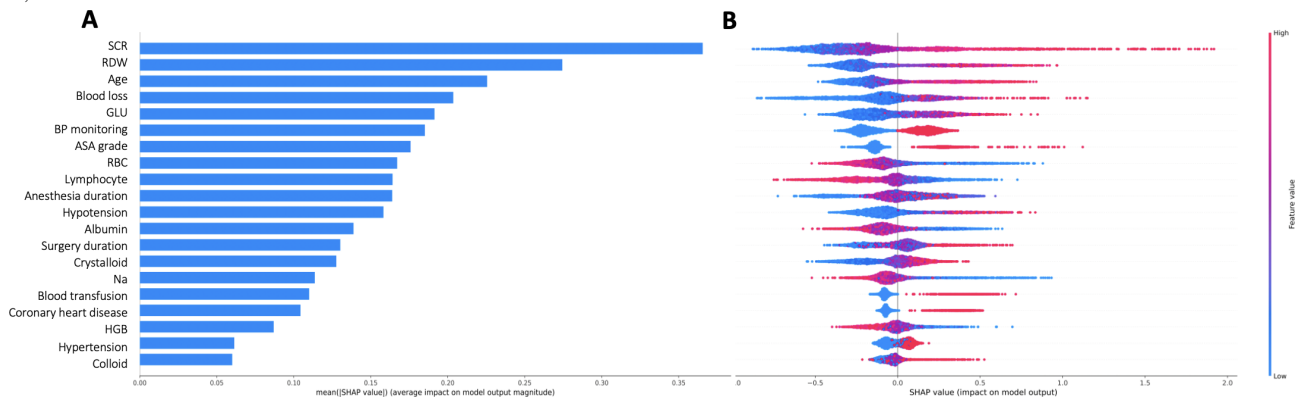 A
SCR
RDW
Age
Blood loss
GLU
BP monitoring
ASA grade
RBC
Lymphocyte
Anesthesia duration
Hypotension
Albumin
Surgery duration
Crystalloid
Na
Blood transfusion
Coronary heart disease
HGB
Hypertension
Colloid
0.00 0.05 0.10 0.15 0.20 0.25 0.30 0.35
mean(|SHAP value|) (average impact on model output magnitude)
B
.0 −0.5 0.0 0.5 1.0 1.5 2.0
SHAP value (impact on model output)
High
Feature value
Low